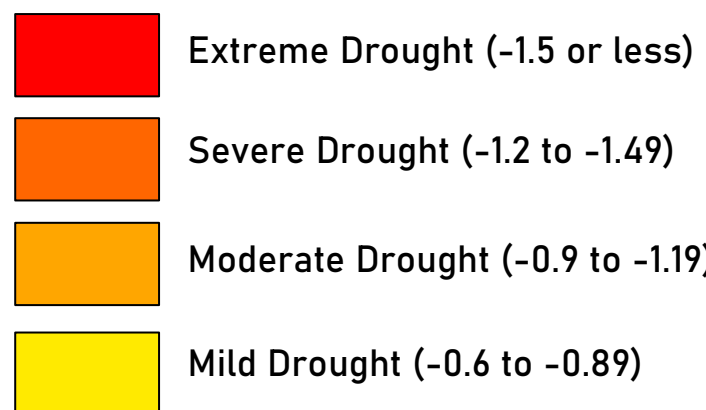 Extreme Drought (-1.5 or less)
Severe Drought (-1.2 to -1.49)
Moderate Drought (-0.9 to -1.19)
Mild Drought (-0.6 to -0.89)